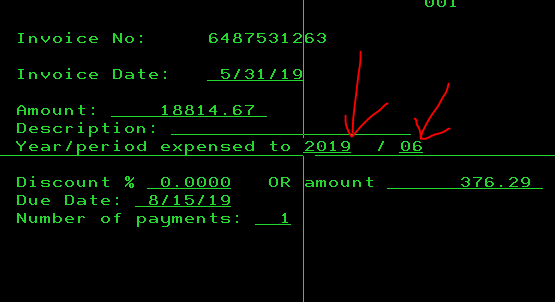 001
Invoice No: 6487531263
Invoice Date: 5/31/19
Amount: 18814.67
Description:
Year/period expensed to 2019 / 06
Discount % 0.0000 OR amount 376.29
Due Date: 8/15/19
Number of payments: 1